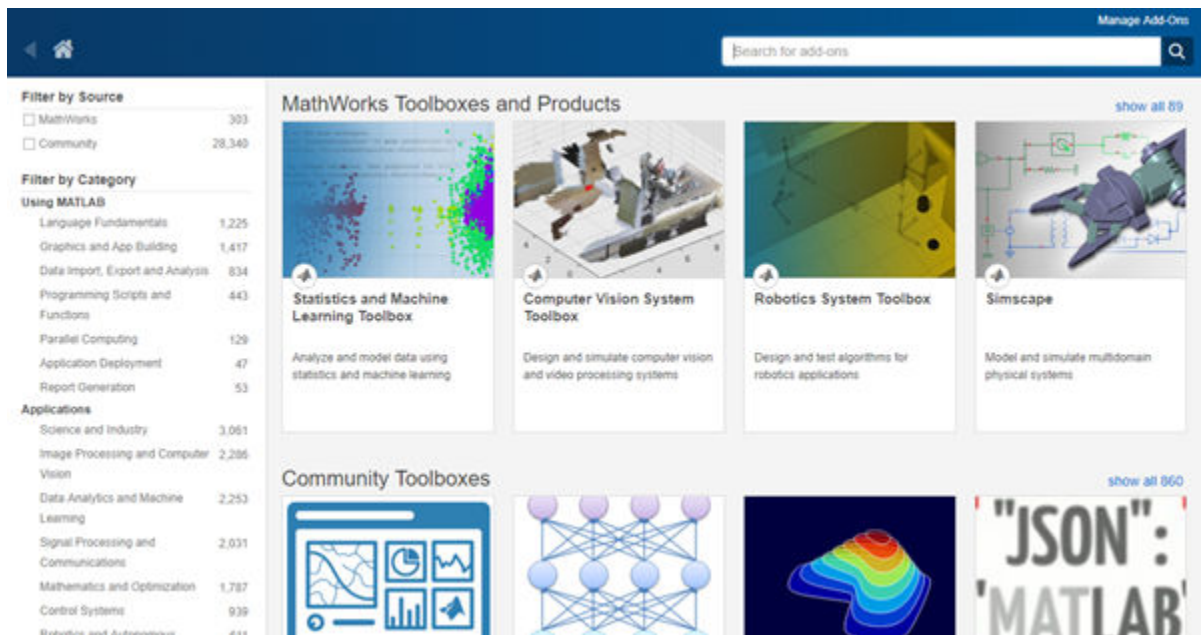 Manage Add-Ons
Search for add-ons
Filter by Source
MathWorks 303
Community 28,340
Filter by Category
Using MATLAB
Language Fundamentals 1,225
Graphics and App Building 1,417
Data Import, Export and Analysis 834
Programming Scripts and 443
Functions
Parallel Computing 129
Application Deployment 47
Report Generation 53
Applications
Science and Industry 3,061
Image Processing and Computer 2,286
Vision
Data Analytics and Machine 2,253
Learning
Signal Processing and 2,031
Communications
Mathematics and Optimization 1,787
Control Systems 939
Robotics and Autonomous 611
MathWorks Toolboxes and Products show all 89
Statistics and Machine
Learning Toolbox
Analyze and model data using
statistics and machine learning
Computer Vision System
Toolbox
Design and simulate computer vision
and video processing systems
Robotics System Toolbox
Design and test algorithms for
robotics applications
Simscape
Model and simulate multidomain
physical systems
Community Toolboxes show all 860
"JSON":
'MATLAB